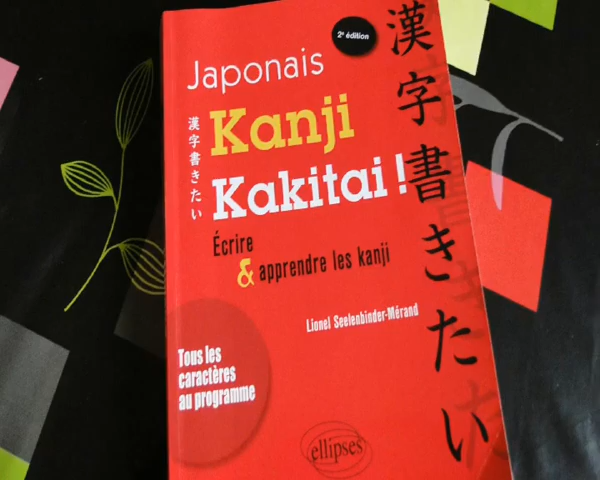 2e édition
Japonais
漢字書きたい
Kanji
Kakitai !
Écrire
& apprendre les kanji
Lionel Seelenbinder-Mérand
Tous les
caractères
au programme
ellipses
漢字書きたい